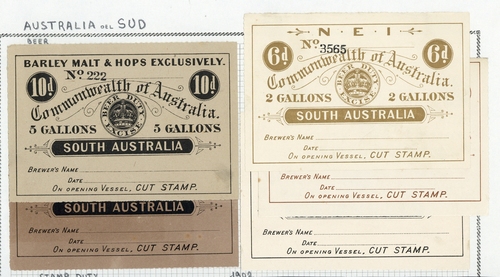 AUSTRALIA DEL SUD
BEER
BARLEY MALT & HOPS EXCLUSIVELY.
No 222
10d 10d
Commonwealth of Australia.
BEER DUTY
EXCISE
5 GALLONS 5 GALLONS
SOUTH AUSTRALIA
BREWER'S NAME
DATE
ON OPENING VESSEL, CUT STAMP.
SOUTH AUSTRALIA
BREWER'S NAME
DATE
ON OPENING VESSEL, CUT STAMP.
N·E·I
No 3565
6d 6d
Commonwealth of Australia.
BEER DUTY
EXCISE
2 GALLONS 2 GALLONS
SOUTH AUSTRALIA
BREWER'S NAME
DATE
ON OPENING VESSEL, CUT STAMP.
BREWER'S NAME
DATE
ON OPENING VESSEL, CUT STAMP.
STAMP DUTY